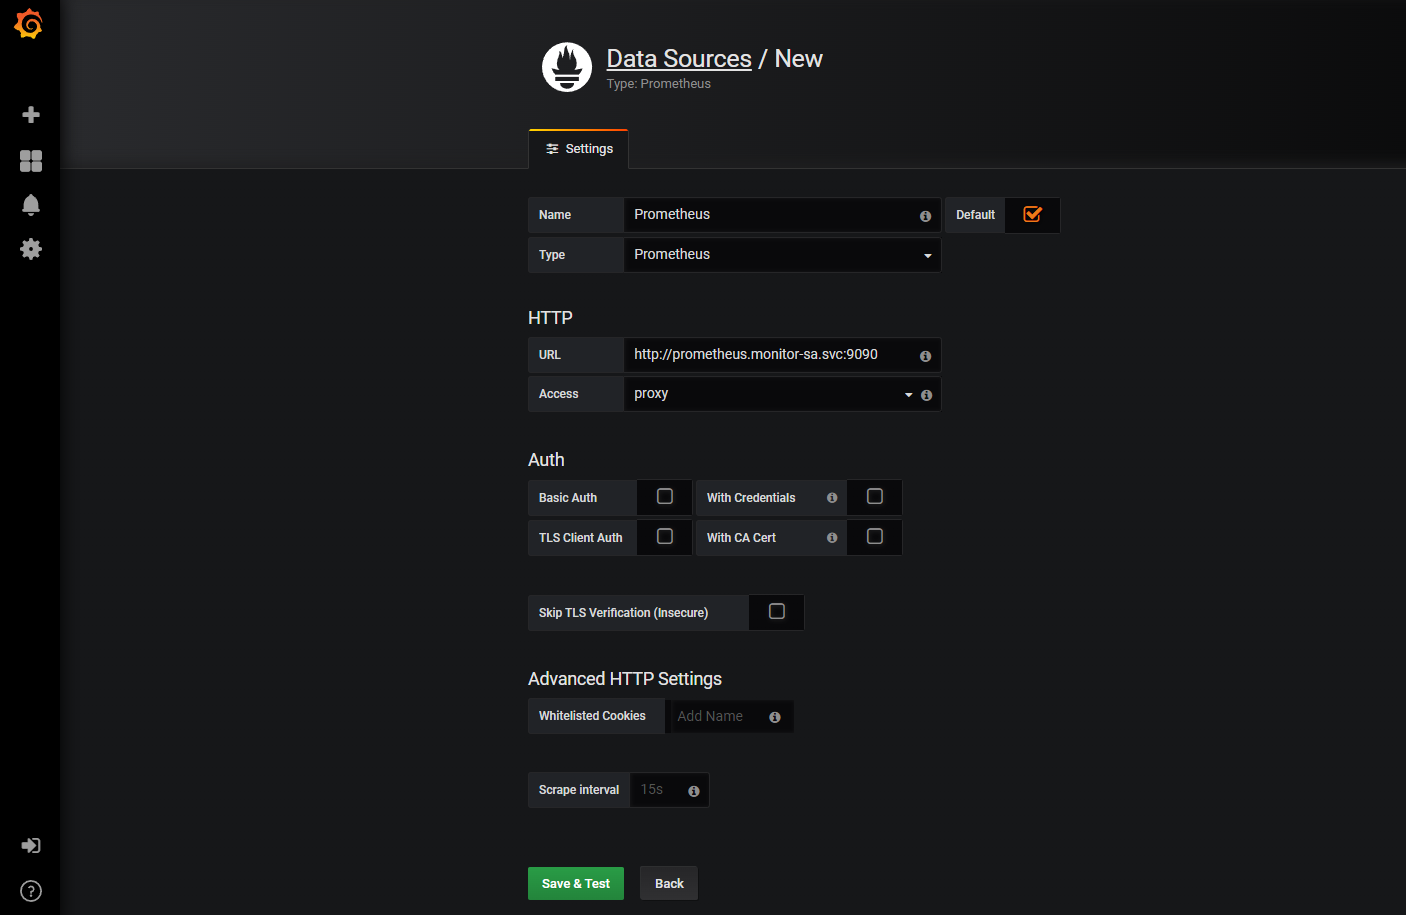 Data Sources / New
Type: Prometheus
Settings
Name Prometheus Default
Type Prometheus
HTTP
URL http://prometheus.monitor-sa.svc:9090
Access proxy
Auth
Basic Auth With Credentials
TLS Client Auth With CA Cert
Skip TLS Verification (Insecure)
Advanced HTTP Settings
Whitelisted Cookies Add Name
Scrape interval 15s
Save & Test Back